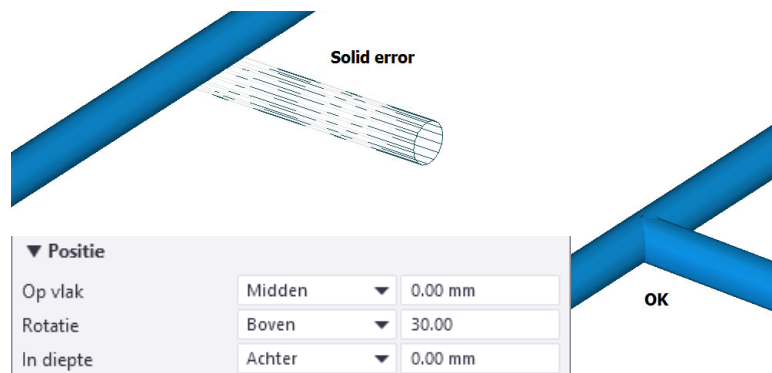 Solid error
▼ Positie
Op vlak Midden 0.00 mm
Rotatie Boven 30.00
In diepte Achter 0.00 mm
OK